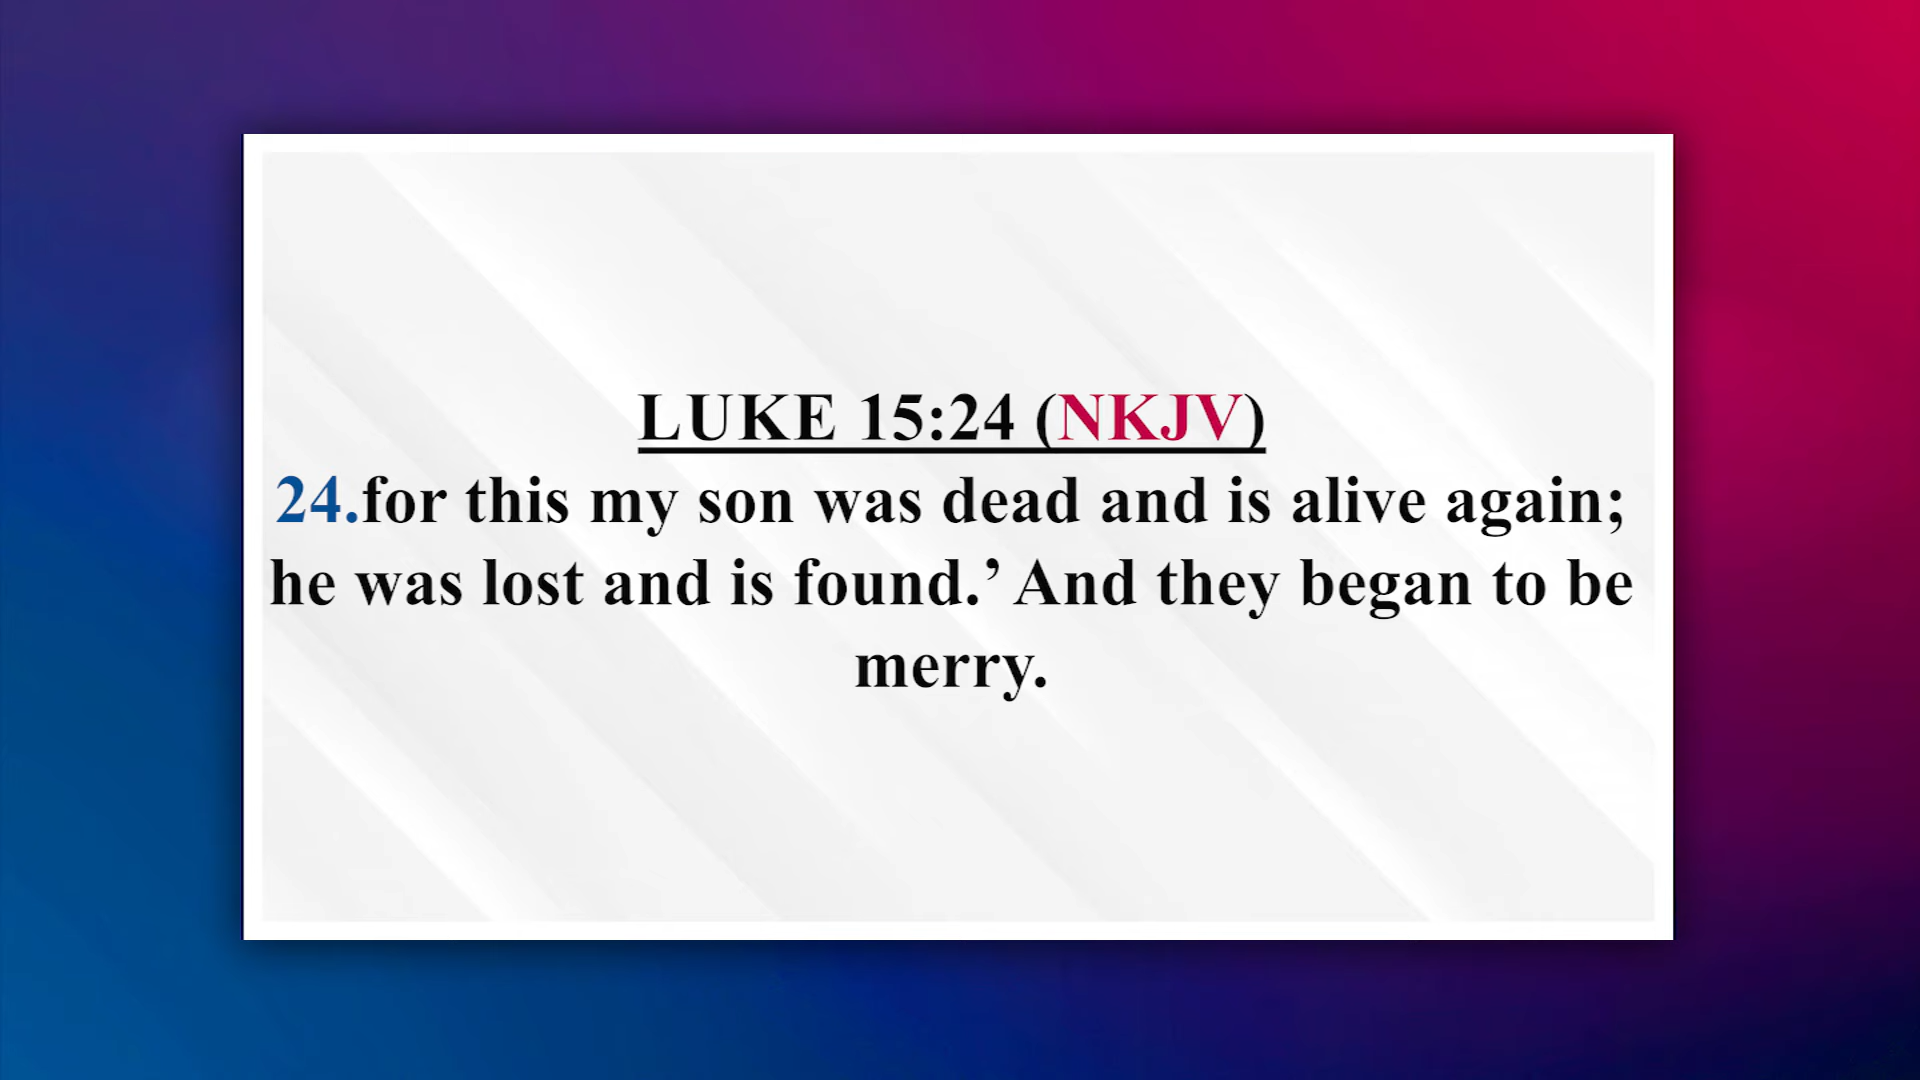 LUKE 15:24 (NKJV)
24.for this my son was dead and is alive again;
he was lost and is found.’ And they began to be
merry.